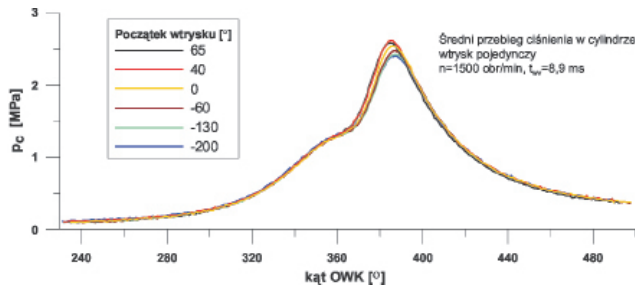 Początek wtrysku [°]
65
40
0
-60
-130
-200
Średni przebieg ciśnienia w cylindrze
wtrysk pojedynczy
n=1500 obr/min, t =8,9 ms
3
2
1
0
pc [MPa]
240
280
320
360
400
440
480
kąt OWK [°]